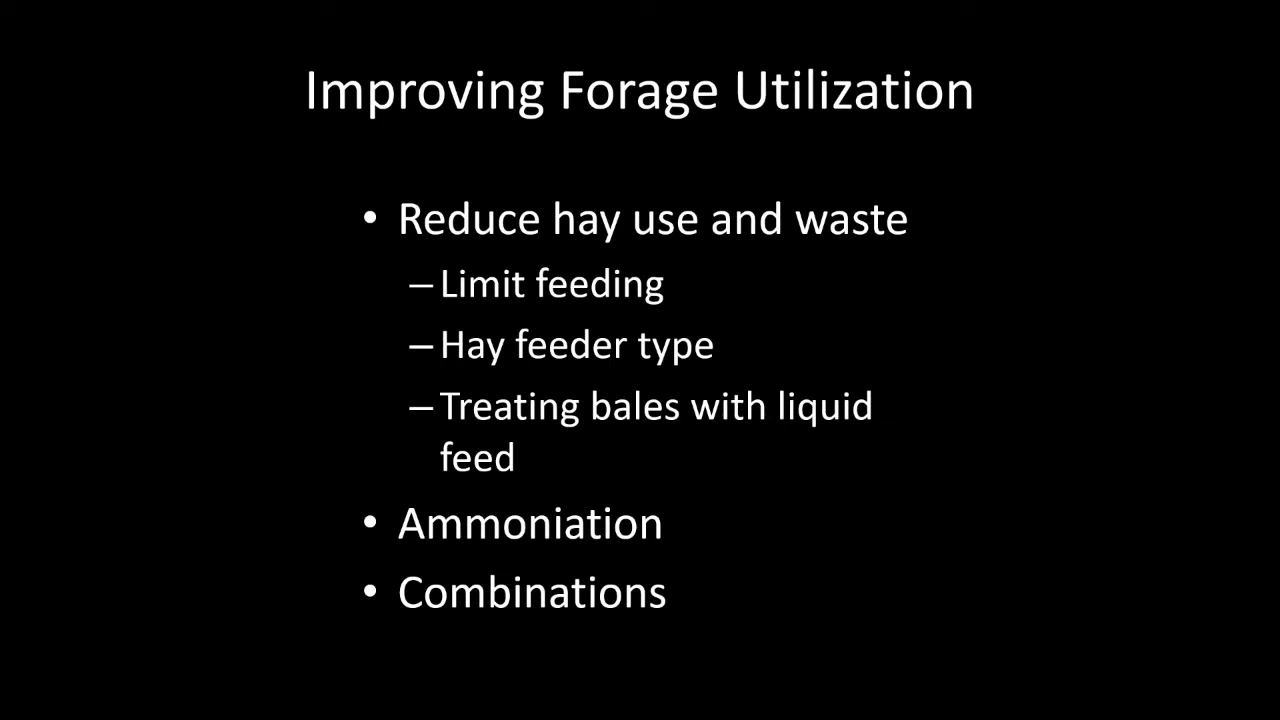 Improving Forage Utilization
• Reduce hay use and waste
– Limit feeding
– Hay feeder type
– Treating bales with liquid
feed
• Ammoniation
• Combinations